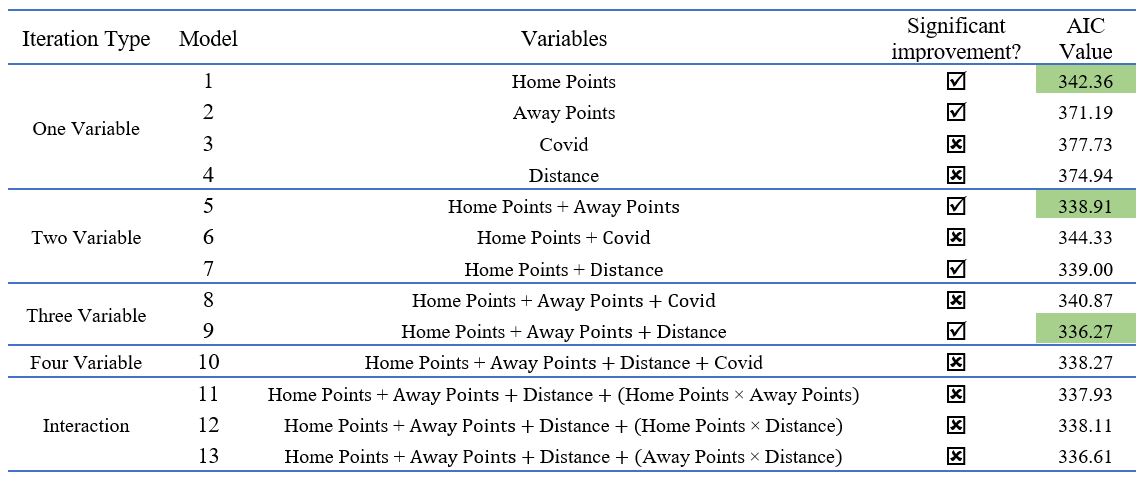 Iteration Type Model Variables Significant improvement? AIC Value
One Variable
1 Home Points ☑ 342.36
2 Away Points ☑ 371.19
3 Covid ☒ 377.73
4 Distance ☒ 374.94
Two Variable
5 Home Points + Away Points ☑ 338.91
6 Home Points + Covid ☒ 344.33
7 Home Points + Distance ☑ 339.00
Three Variable
8 Home Points + Away Points + Covid ☒ 340.87
9 Home Points + Away Points + Distance ☑ 336.27
Four Variable 10 Home Points + Away Points + Distance + Covid ☒ 338.27
Interaction
11 Home Points + Away Points + Distance + (Home Points × Away Points) ☒ 337.93
12 Home Points + Away Points + Distance + (Home Points × Distance) ☒ 338.11
13 Home Points + Away Points + Distance + (Away Points × Distance) ☒ 336.61